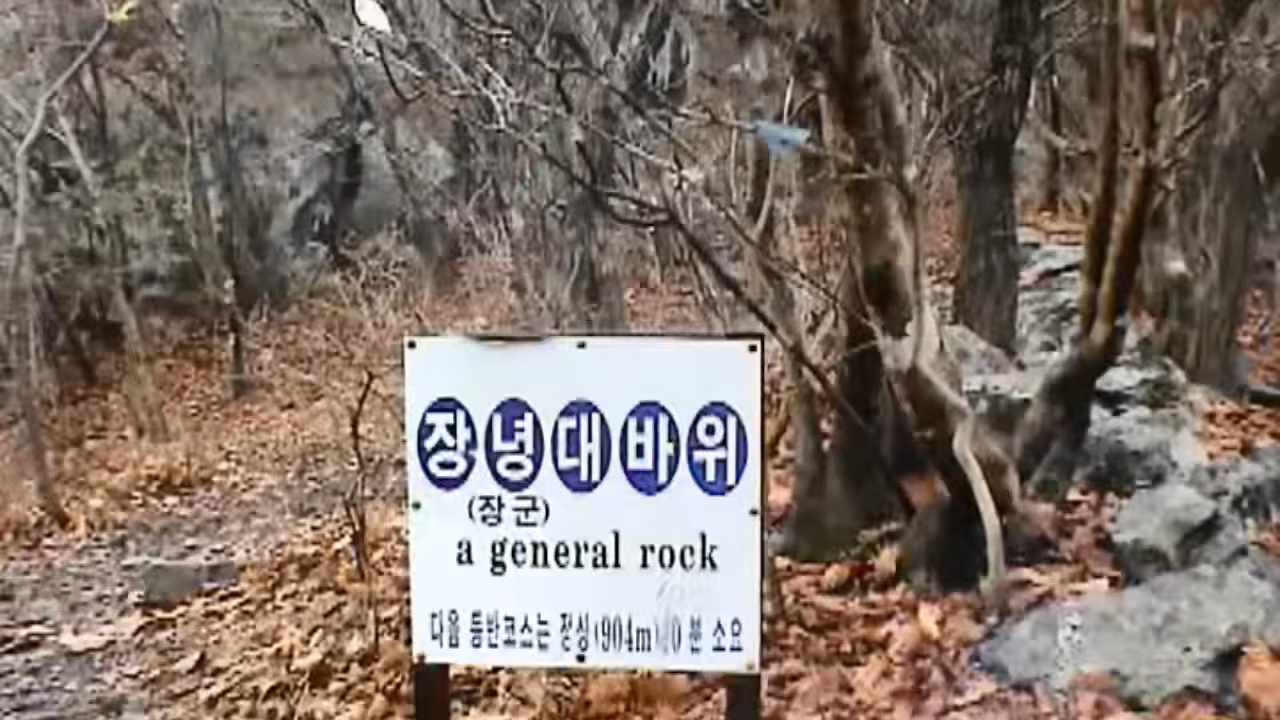 장녕대바위
(장군)
a general rock
다음 등반코스는 정상(904m) 분 소요